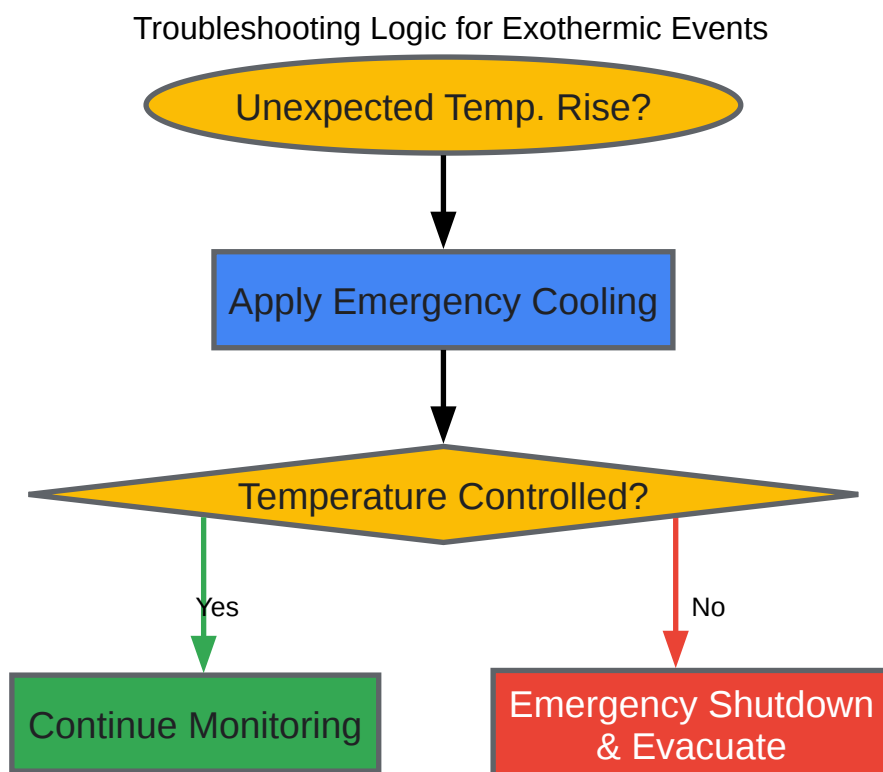 Troubleshooting Logic for Exothermic Events
Unexpected Temp. Rise?
Apply Emergency Cooling
Temperature Controlled?
Yes
No
Continue Monitoring
Emergency Shutdown
& Evacuate